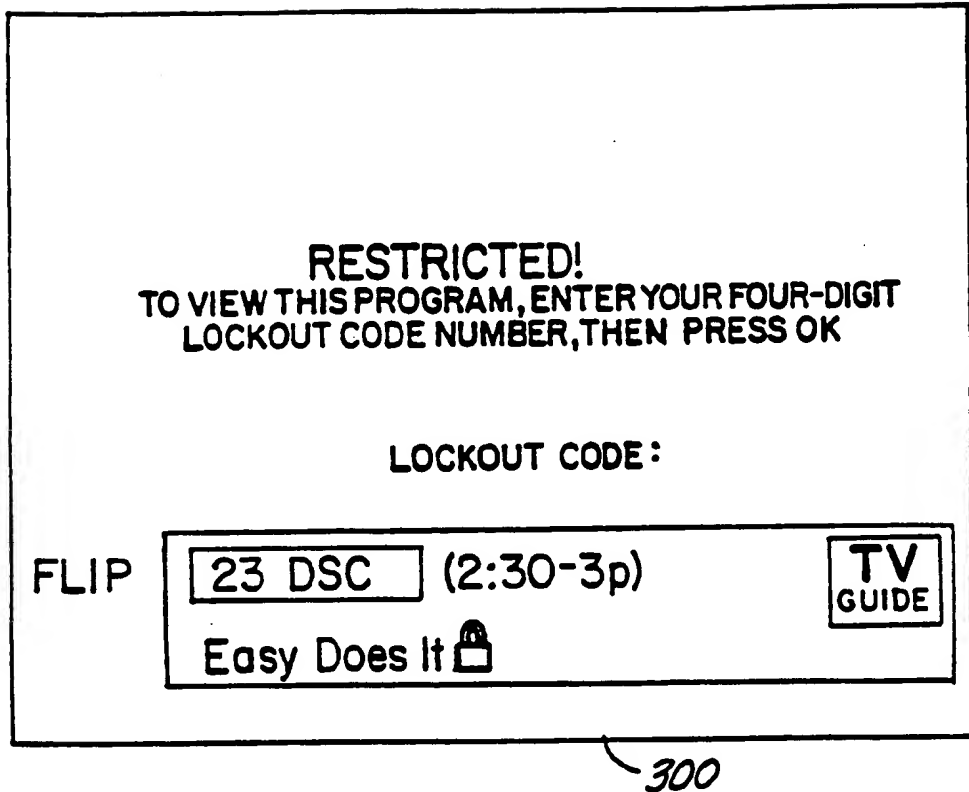 RESTRICTED!
TO VIEW THIS PROGRAM, ENTER YOUR FOUR-DIGIT
LOCKOUT CODE NUMBER, THEN PRESS OK
LOCKOUT CODE:
FLIP
23 DSC (2:30-3p)
TV
GUIDE
Easy Does It
300